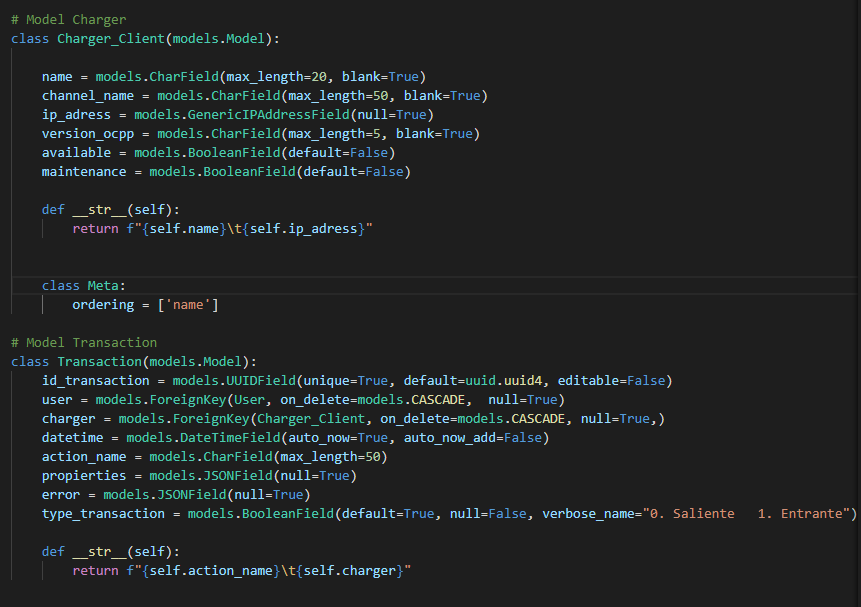 # Model Charger
class Charger_Client(models.Model):
name = models.CharField(max_length=20, blank=True)
channel_name = models.CharField(max_length=50, blank=True)
ip_adress = models.GenericIPAddressField(null=True)
version_ocpp = models.CharField(max_length=5, blank=True)
available = models.BooleanField(default=False)
maintenance = models.BooleanField(default=False)
def __str__(self):
return f"{self.name}\t{self.ip_adress}"
class Meta:
ordering = ['name']
# Model Transaction
class Transaction(models.Model):
id_transaction = models.UUIDField(unique=True, default=uuid.uuid4, editable=False)
user = models.ForeignKey(User, on_delete=models.CASCADE,  null=True)
charger = models.ForeignKey(Charger_Client, on_delete=models.CASCADE, null=True,)
datetime = models.DateTimeField(auto_now=True, auto_now_add=False)
action_name = models.CharField(max_length=50)
propierties = models.JSONField(null=True)
error = models.JSONField(null=True)
type_transaction = models.BooleanField(default=True, null=False, verbose_name="0. Saliente   1. Entrante")
def __str__(self):
return f"{self.action_name}\t{self.charger}"